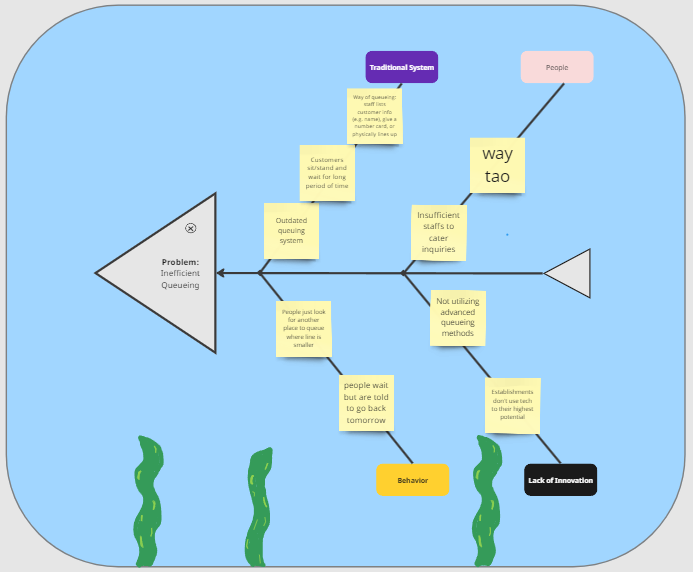 Traditional System
People
Way of queueing:
staff lists
customer info
(e.g. name), give a
number card, or
physically lines up
way
tao
Customers
sit/stand and
wait for long
period of time
Outdated
queuing
system
Insufficient
staffs to
cater
inquiries
Problem:
Inefficient
Queueing
People just look
for another
place to queue
where line is
smaller
Not utilizing
advanced
queueing
methods
people wait
but are told
to go back
tomorrow
Establishments
don't use tech
to their highest
potential
Behavior
Lack of Innovation